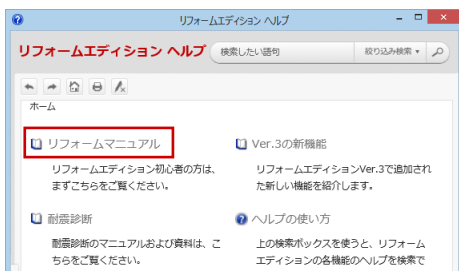 リフォームエディション ヘルプ
リフォームエディション ヘルプ
検索したい語句
絞り込み検索
ホーム
リフォームマニュアル
Ver.3の新機能
リフォームエディション初心者の方は、
まずこちらをご覧ください。
リフォームエディションVer.3で追加され
た新しい機能を紹介します。
耐震診断
ヘルプの使い方
耐震診断のマニュアルおよび資料は、こ
ちらをご覧ください。
上の検索ボックスを使うと、リフォーム
エディションの各機能のヘルプを検索で